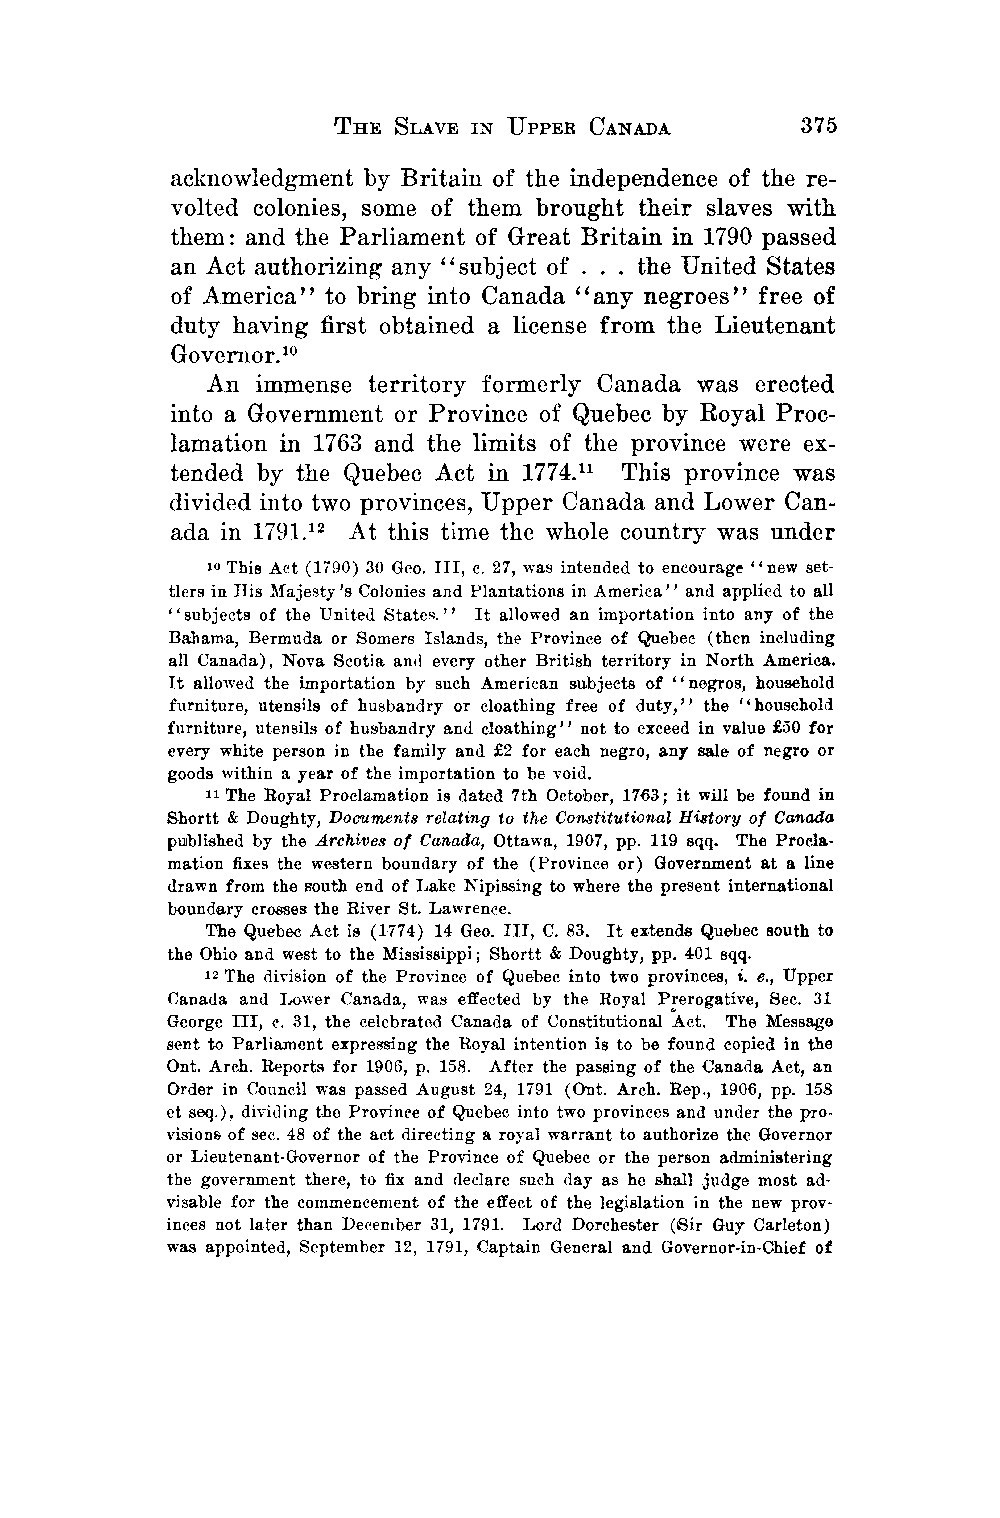 THE SLAVE IN UPPER CANADA 375
acknowledgment by Britain of the independence of the re-
volted colonies, some of them brought their slaves with
them: and the Parliament of Great Britain in 1790 passed
an Act authorizing any ‘‘subject of . . . the United States
of America’’ to bring into Canada ‘‘any negroes’’ free of
duty having first obtained a license from the Lieutenant
Governor.¹⁰
An immense territory formerly Canada was erected
into a Government or Province of Quebec by Royal Proc-
lamation in 1763 and the limits of the province were ex-
tended by the Quebec Act in 1774.¹¹ This province was
divided into two provinces, Upper Canada and Lower Can-
ada in 1791.¹² At this time the whole country was under
¹⁰ This Act (1790) 30 Geo. III, c. 27, was intended to encourage ‘‘new set-
tlers in His Majesty’s Colonies and Plantations in America’’ and applied to all
‘‘subjects of the United States.’’ It allowed an importation into any of the
Bahama, Bermuda or Somers Islands, the Province of Quebec (then including
all Canada), Nova Scotia and every other British territory in North America.
It allowed the importation by such American subjects of ‘‘negros, household
furniture, utensils of husbandry or cloathing free of duty,’’ the ‘‘household
furniture, utensils of husbandry and cloathing’’ not to exceed in value £50 for
every white person in the family and £2 for each negro, any sale of negro or
goods within a year of the importation to be void.
¹¹ The Royal Proclamation is dated 7th October, 1763; it will be found in
Shortt & Doughty, Documents relating to the Constitutional History of Canada
published by the Archives of Canada, Ottawa, 1907, pp. 119 sqq. The Procla-
mation fixes the western boundary of the (Province or) Government at a line
drawn from the south end of Lake Nipissing to where the present international
boundary crosses the River St. Lawrence.
The Quebec Act is (1774) 14 Geo. III, C. 83. It extends Quebec south to
the Ohio and west to the Mississippi; Shortt & Doughty, pp. 401 sqq.
¹² The division of the Province of Quebec into two provinces, i. e., Upper
Canada and Lower Canada, was effected by the Royal Prerogative, Sec. 31
George III, c. 31, the celebrated Canada of Constitutional Act. The Message
sent to Parliament expressing the Royal intention is to be found copied in the
Ont. Arch. Reports for 1906, p. 158. After the passing of the Canada Act, an
Order in Council was passed August 24, 1791 (Ont. Arch. Rep., 1906, pp. 158
et seq.), dividing the Province of Quebec into two provinces and under the pro-
visions of sec. 48 of the act directing a royal warrant to authorize the Governor
or Lieutenant-Governor of the Province of Quebec or the person administering
the government there, to fix and declare such day as he shall judge most ad-
visable for the commencement of the effect of the legislation in the new prov-
inces not later than December 31, 1791. Lord Dorchester (Sir Guy Carleton)
was appointed, September 12, 1791, Captain General and Governor-in-Chief of